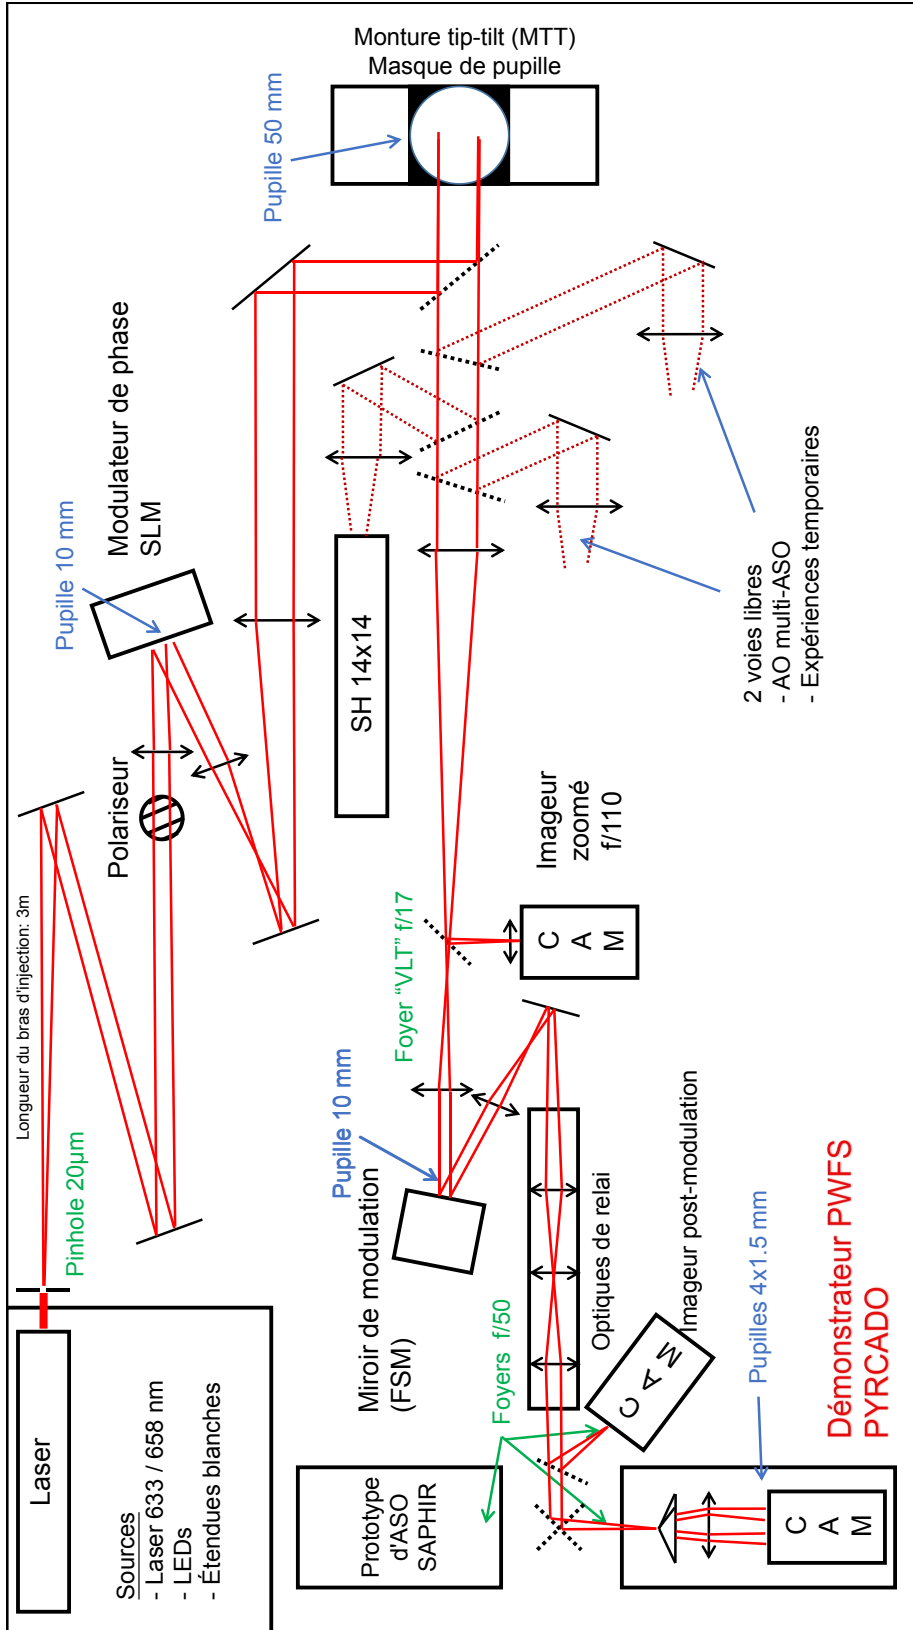 Monture tip-tilt (MTT)
Masque de pupille
Pupille 50 mm
Modulateur de phase
SLM
Pupille 10 mm
Polariseur
Longueur du bras d'injection: 3m
Pinhole 20µm
Laser
Sources
- Laser 633 / 658 nm
- LEDs
- Étendues blanches
SH 14x14
2 voies libres
- AO multi-ASO
- Expériences temporaires
Imageur
zoomé
f/110
CAM
Foyer “VLT” f/17
Pupille 10 mm
Miroir de modulation
(FSM)
Optiques de relai
Imageur post-modulation
CAM
Foyers f/50
Prototype
d'ASO
SAPHIR
Pupilles 4x1.5 mm
CAM
Démonstrateur PWFS
PYRCADO